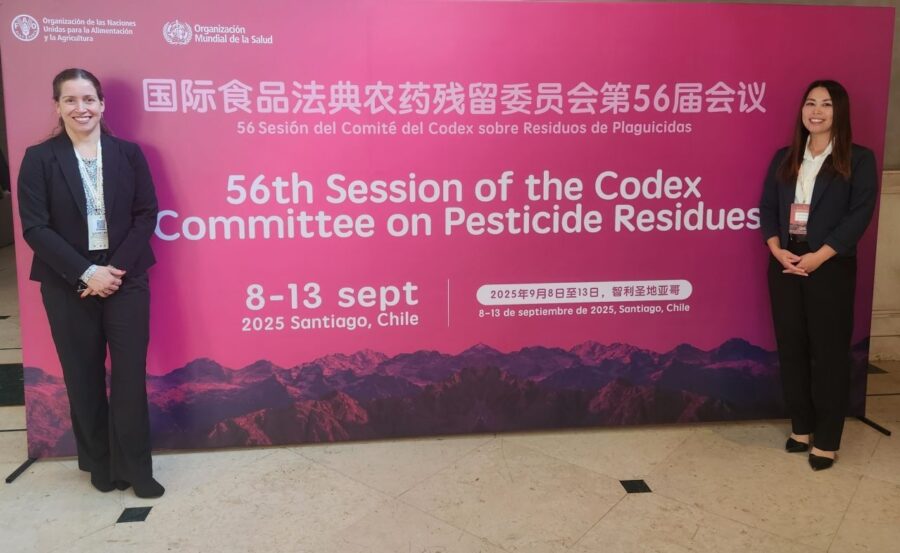 Organización de las Naciones
Unidas para la Alimentación
y la Agricultura
Organización
Mundial de la Salud
国际食品法典农药残留委员会第56届会议
56 Sesión del Comité del Codex sobre Residuos de Plaguicidas
56th Session of the Codex
Committee on Pesticide Residues
8-13 sept
2025 Santiago, Chile
2025年9月8日至13日，智利圣地亚哥
8-13 de septiembre de 2025, Santiago, Chile